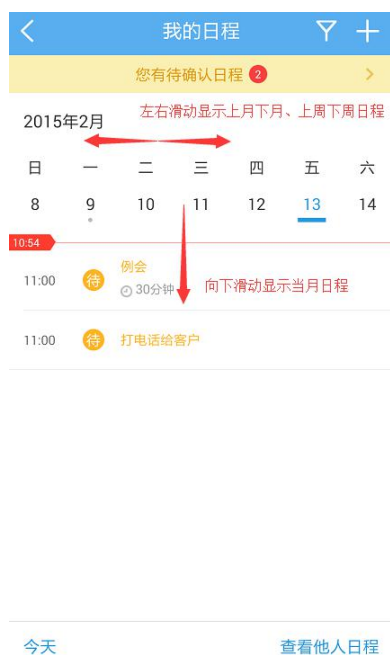 我的日程
您有待确认日程 2
2015年2月 左右滑动显示上月下月、上周下周日程
日 一 二 三 四 五 六
8 9 10 11 12 13 14
10:54
11:00 待 例会
30分钟 向下滑动显示当月日程
11:00 待 打电话给客户
今天 查看他人日程